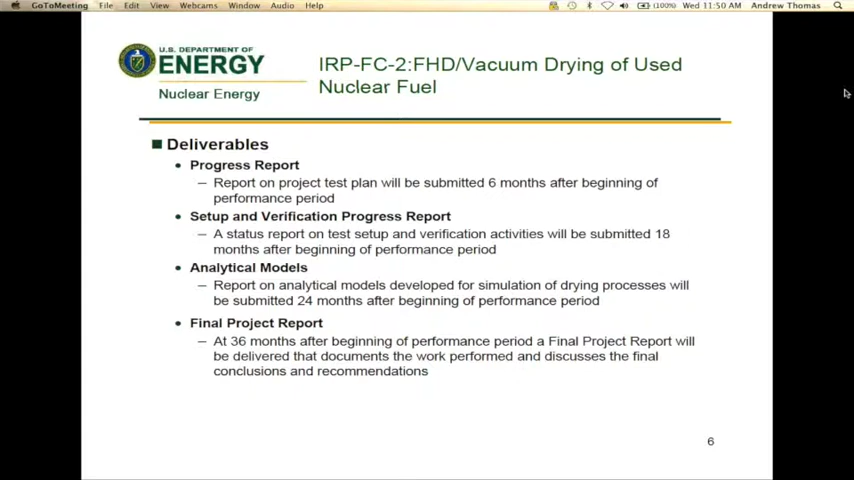 GoToMeeting File Edit View Webcams Window Audio Help (100%) Wed 11:50 AM Andrew Thomas
U.S. DEPARTMENT OF
ENERGY
Nuclear Energy
IRP-FC-2:FHD/Vacuum Drying of Used
Nuclear Fuel
Deliverables
Progress Report
– Report on project test plan will be submitted 6 months after beginning of
performance period
Setup and Verification Progress Report
– A status report on test setup and verification activities will be submitted 18
months after beginning of performance period
Analytical Models
– Report on analytical models developed for simulation of drying processes will
be submitted 24 months after beginning of performance period
Final Project Report
– At 36 months after beginning of performance period a Final Project Report will
be delivered that documents the work performed and discusses the final
conclusions and recommendations
6